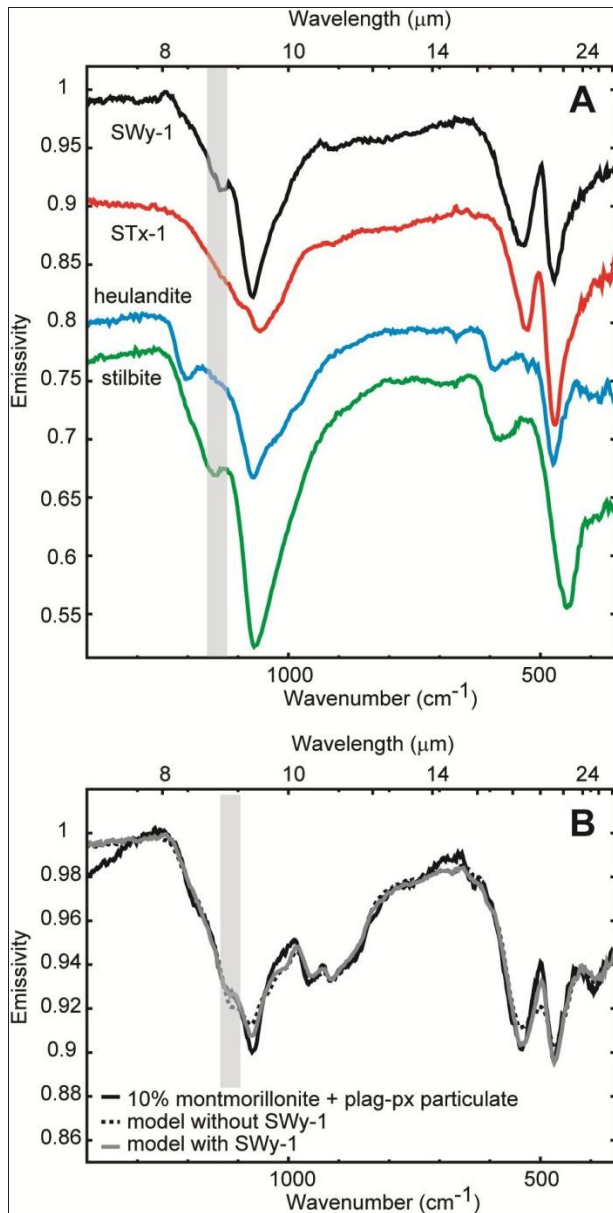 Wavelength (μm)
8 10 14 24
A
1
0.95
0.9
0.85
0.8
0.75
0.7
0.65
0.6
0.55
Emissivity
SWy-1
STx-1
heulandite
stilbite
1000 500
Wavenumber (cm-1)
Wavelength (μm)
8 10 14 24
B
1
0.98
0.96
0.94
0.92
0.9
0.88
0.86
Emissivity
10% montmorillonite + plag-px particulate
model without SWy-1
model with SWy-1
1000 500
Wavenumber (cm-1)